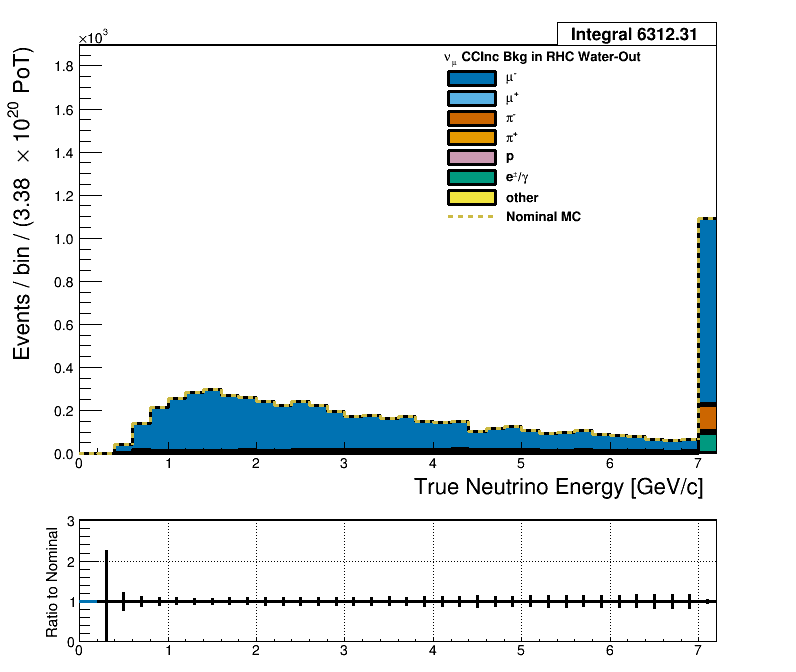 Integral 6312.31
×10³
ν_μ CCInc Bkg in RHC Water-Out
μ⁻
μ⁺
π⁻
π⁺
p
e±/γ
other
Nominal MC
Events / bin / (3.38 × 10²⁰ PoT)
1.8
1.6
1.4
1.2
1.0
0.8
0.6
0.4
0.2
0.0
0 1 2 3 4 5 6 7
True Neutrino Energy [GeV/c]
Ratio to Nominal
3
2
1
0
0 1 2 3 4 5 6 7